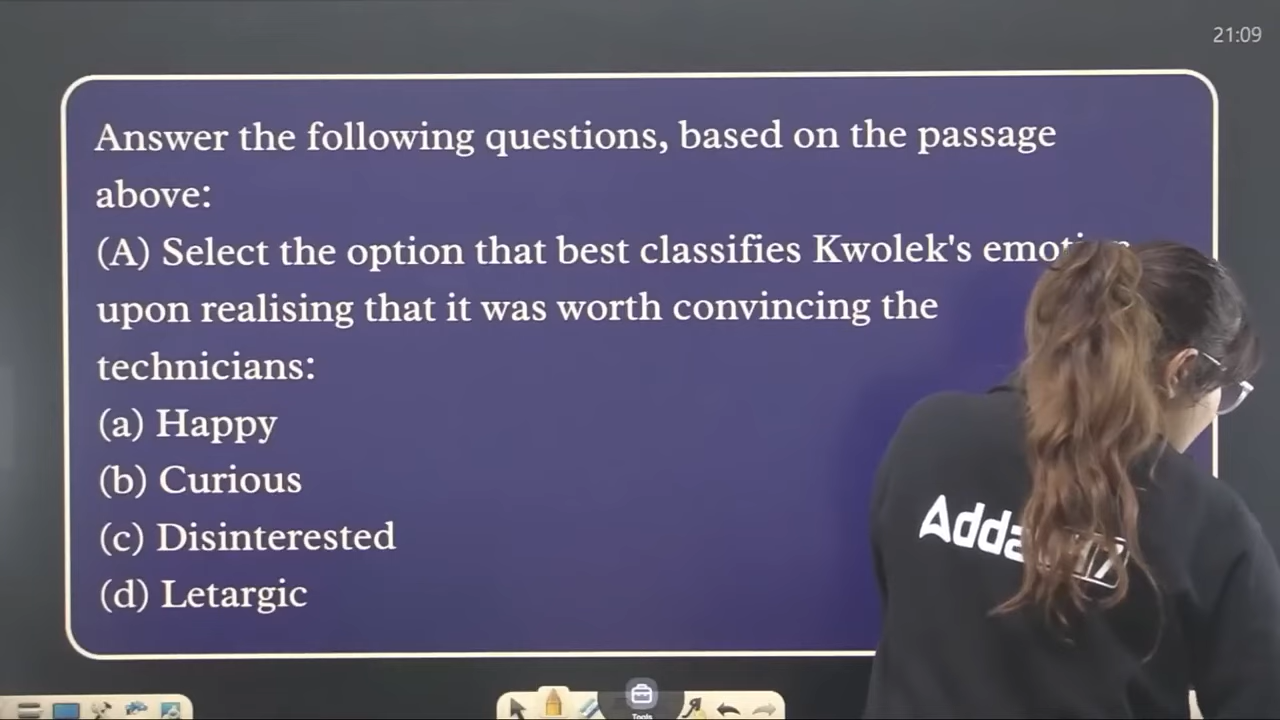 21:09
Answer the following questions, based on the passage
above:
(A) Select the option that best classifies Kwolek's
upon realising that it was worth convincing the
technicians:
(a) Happy
(b) Curious
(c) Disinterested
(d) Letargic
Tools